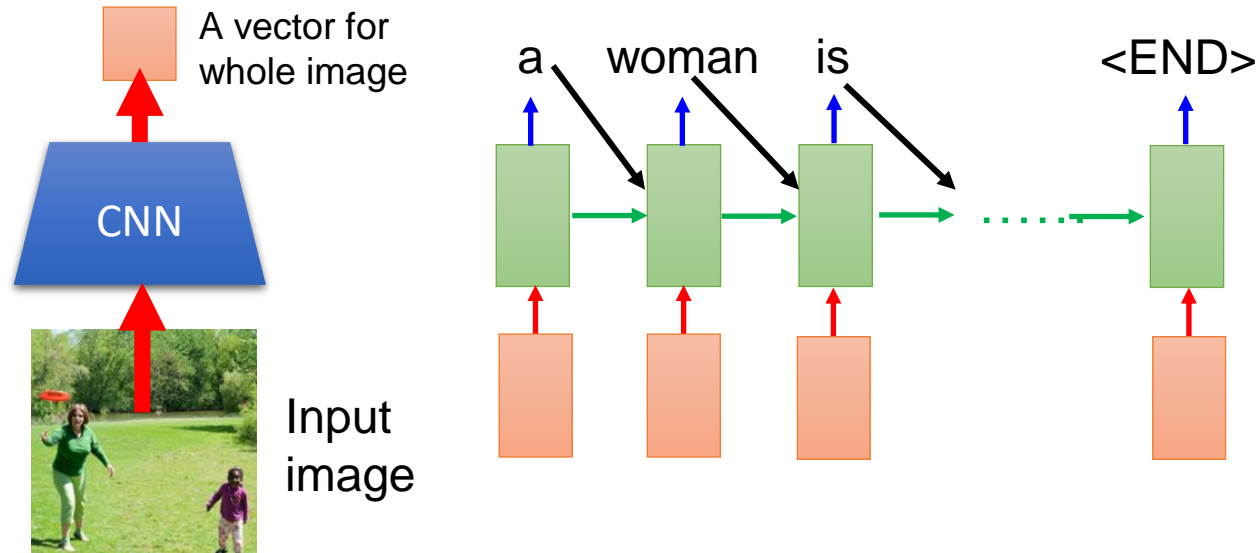 A vector for
whole image
CNN
Input
image
a woman is <END>
.......